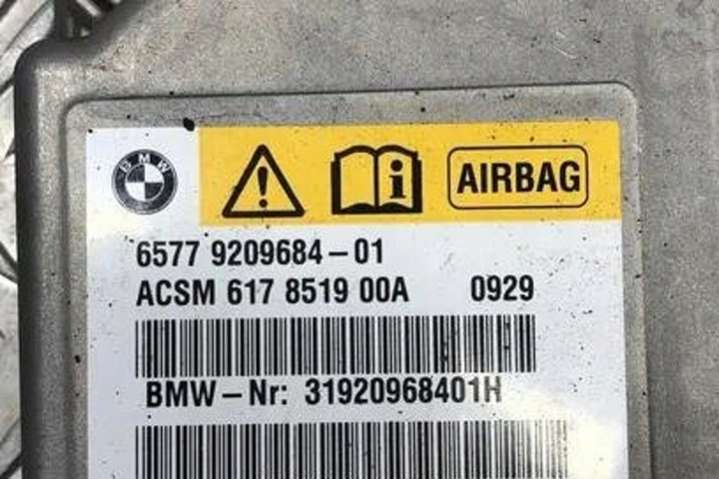 BMW
AIRBAG
6577 9209684-01
ACSM 617 8519 00A 0929
BMW-Nr: 31920968401H